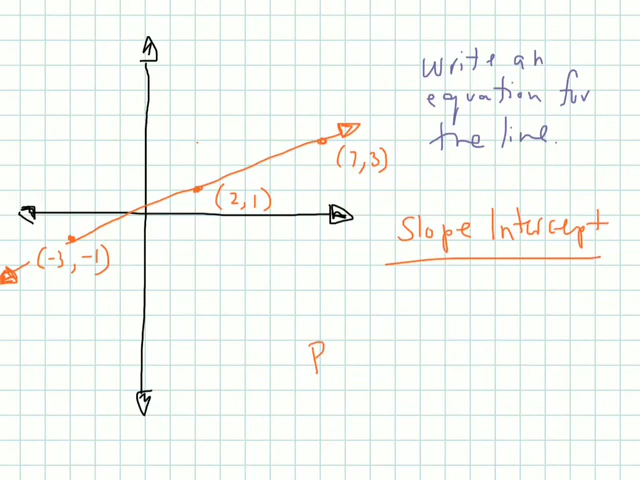 Write an
equation for
the line.
(7,3)
(2,1)
Slope Intercept
(-3,-1)
P